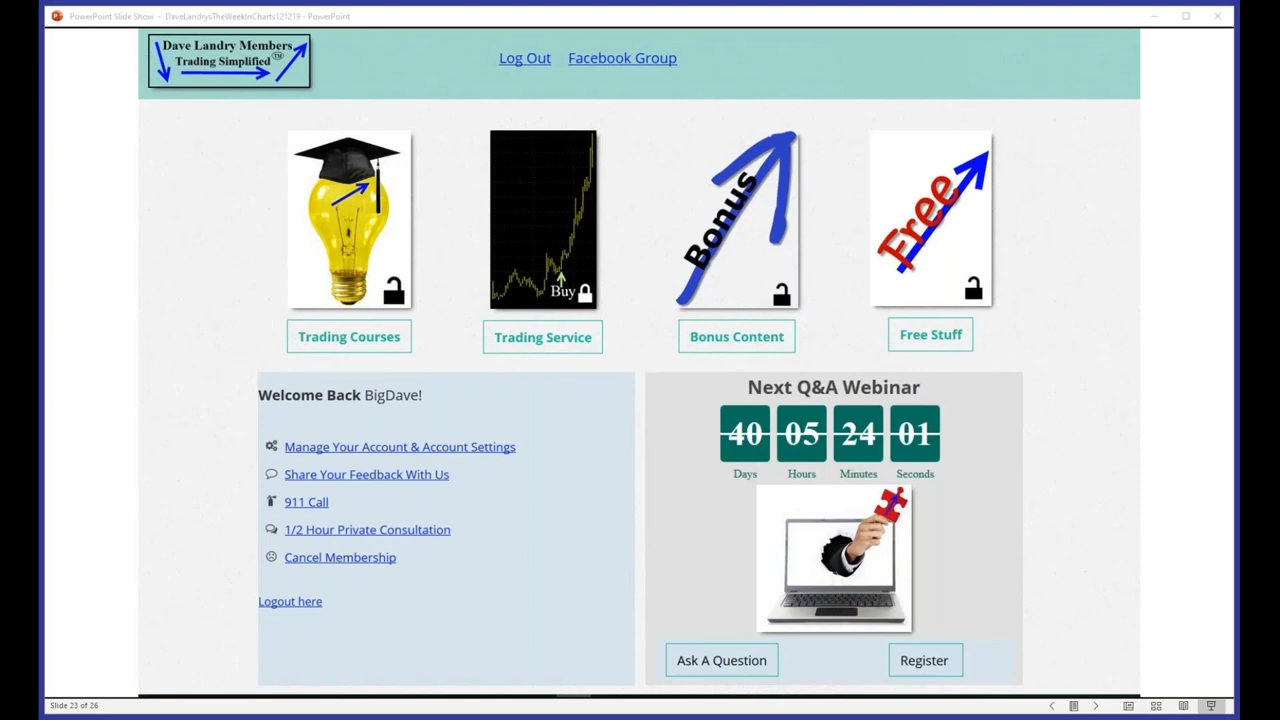 PowerPoint Slide Show - DaveLandrysTheWeekInCharts121219 - PowerPoint
Dave Landry Members
Trading Simplified TM
Log Out Facebook Group
Buy
Bonus
Free
Trading Courses
Trading Service
Bonus Content
Free Stuff
Welcome Back BigDave!
Manage Your Account & Account Settings
Share Your Feedback With Us
911 Call
1/2 Hour Private Consultation
Cancel Membership
Logout here
Next Q&A Webinar
40 05 24 01
Days Hours Minutes Seconds
Ask A Question
Register
Slide 23 of 26